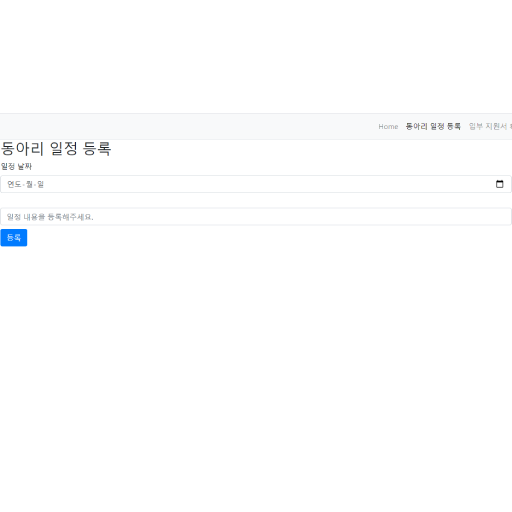 Home 동아리 일정 등록 입부 지원서
동아리 일정 등록
일정 날짜
연도-월-일
일정 내용을 등록해주세요.
등록